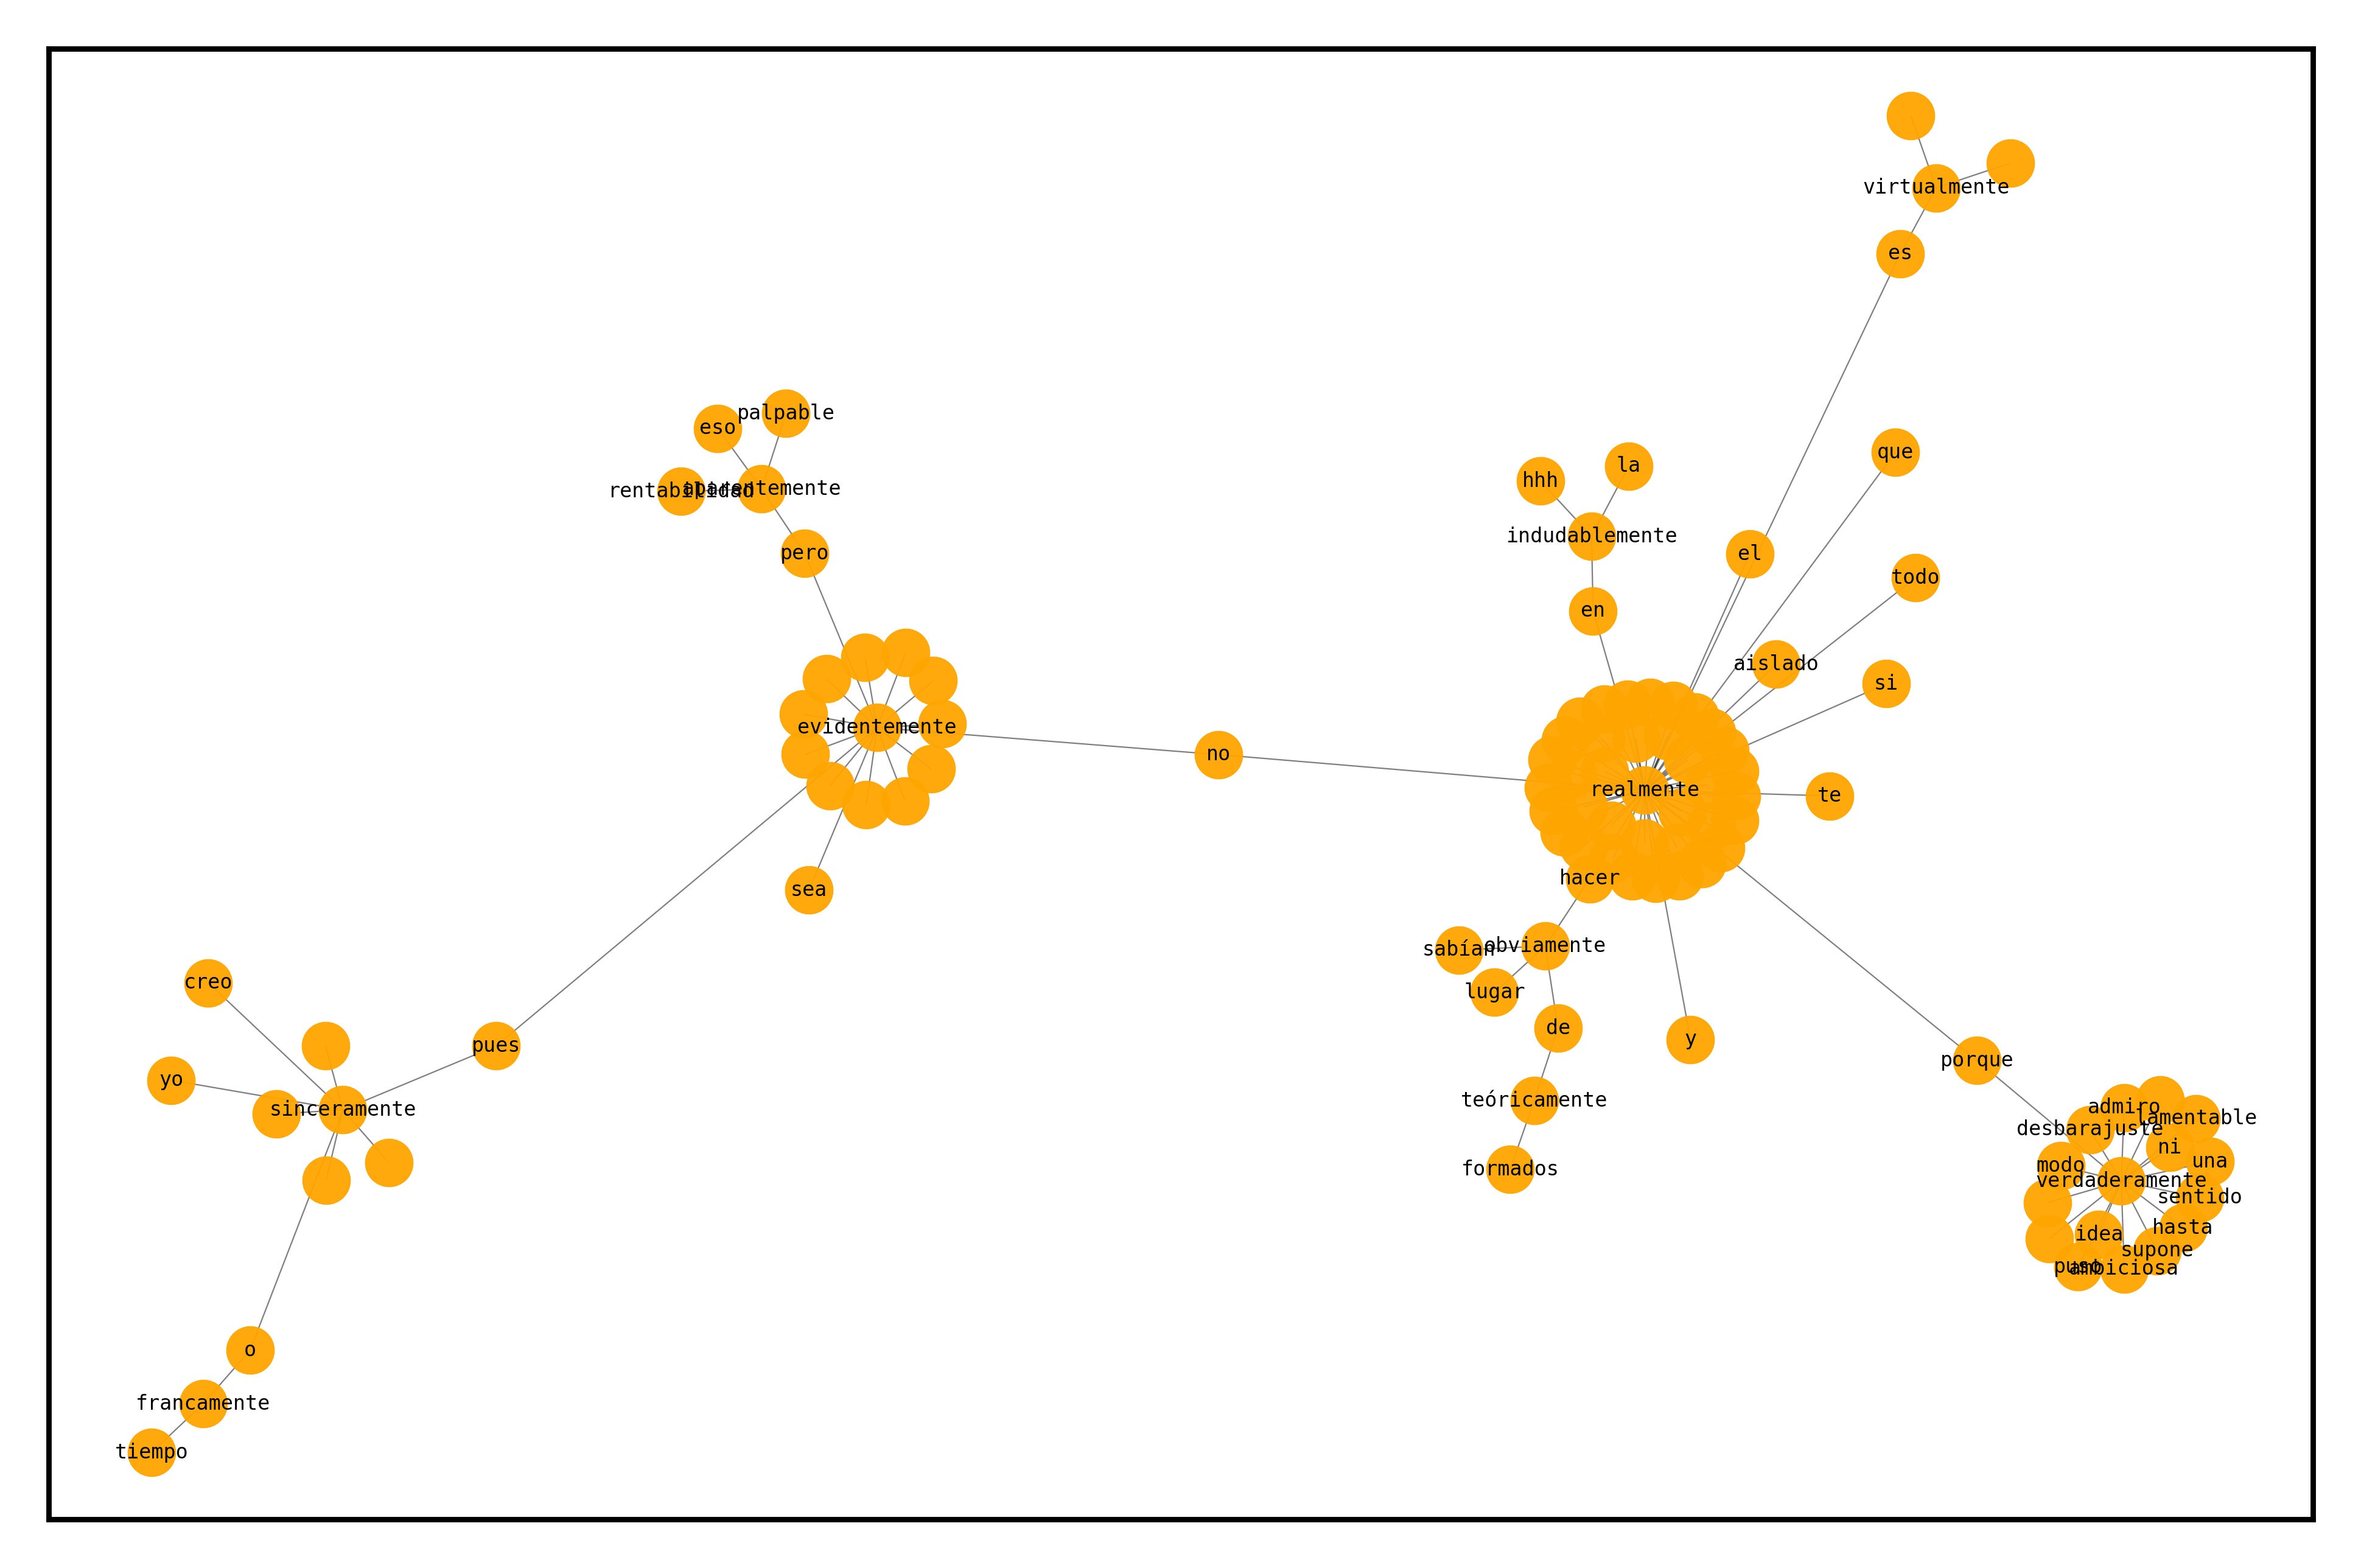 virtualmente
es
palpable
eso
que
la
hhh
rentabilidad
aparentemente
indudablemente
pero
el
todo
en
aislado
si
evidentemente
no
realmente
te
hacer
sea
obviamente
sabían
creo
lugar
de
y
pues
porque
yo
teóricamente
admiro
sinceramente
lamentable
desbarajuste
ni
una
modo
formados
verdaderamente
sentido
hasta
idea
supone
puso
ambiciosa
o
francamente
tiempo